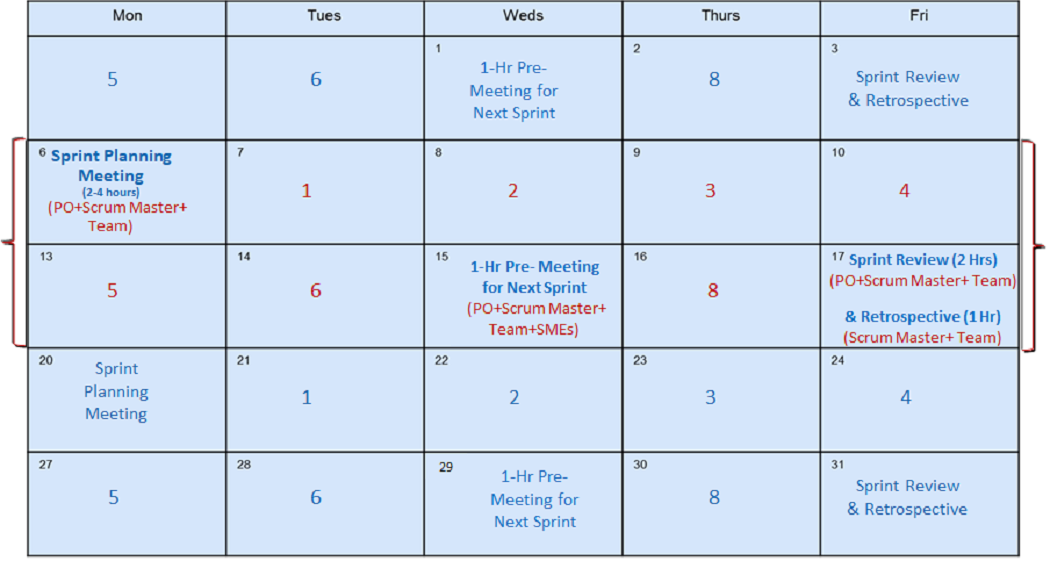 Mon Tues Weds Thurs Fri
5
6
1
1-Hr Pre-
Meeting for
Next Sprint
2
8
3
Sprint Review
& Retrospective
6 Sprint Planning
Meeting
(2-4 hours)
(PO+Scrum Master+
Team)
7
1
8
2
9
3
10
4
13
5
14
6
15
1-Hr Pre- Meeting
for Next Sprint
(PO+Scrum Master+
Team+SMEs)
16
8
17 Sprint Review (2 Hrs)
(PO+Scrum Master+ Team)
& Retrospective (1 Hr)
(Scrum Master+ Team)
20
Sprint
Planning
Meeting
21
1
22
2
23
3
24
4
27
5
28
6
29
1-Hr Pre-
Meeting for
Next Sprint
30
8
31
Sprint Review
& Retrospective